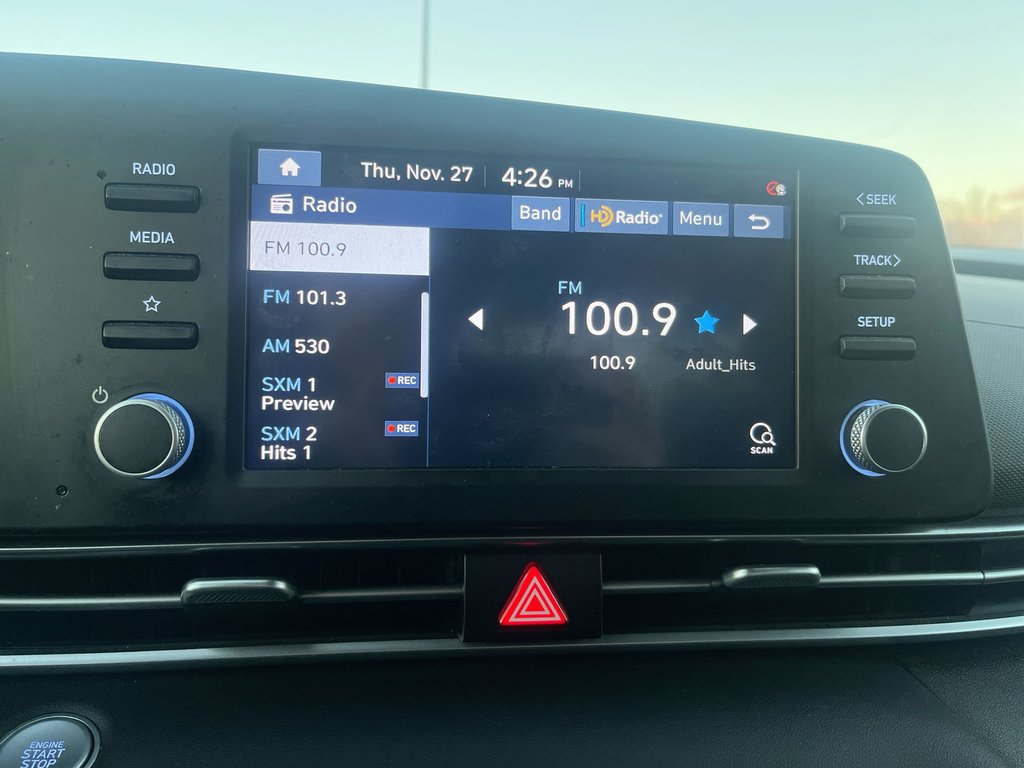 RADIO
MEDIA
Thu, Nov. 27
4:26 PM
Radio
Band
HD Radio
Menu
FM 100.9
FM 101.3
AM 530
SXM 1
REC
Preview
SXM 2
REC
Hits 1
FM
100.9
100.9
Adult_Hits
SCAN
<SEEK
TRACK>
SETUP
ENGINE
START
STOP